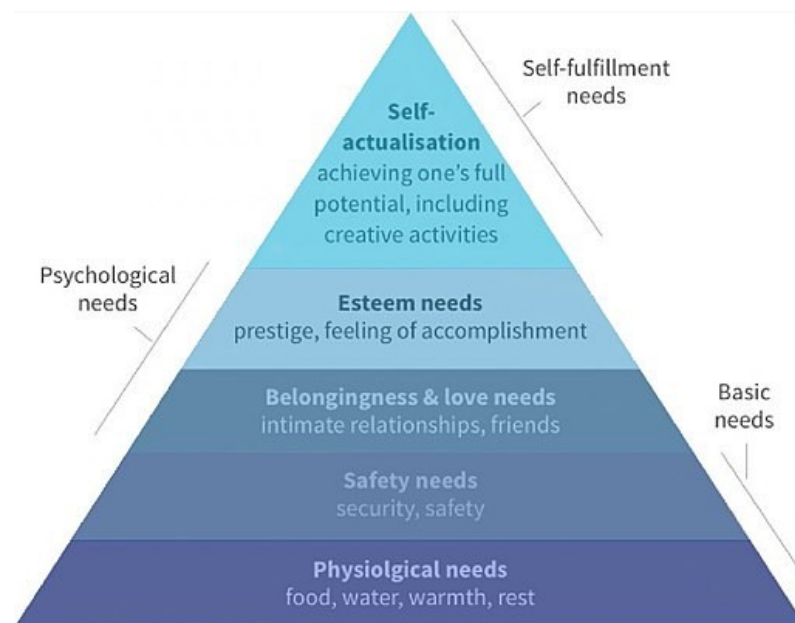 Self-fulfillment
needs
Self-
actualisation
achieving one's full
potential, including
creative activities
Psychological
needs
Esteem needs
prestige, feeling of accomplishment
Belongingness & love needs
intimate relationships, friends
Basic
needs
Safety needs
security, safety
Physiolgical needs
food, water, warmth, rest